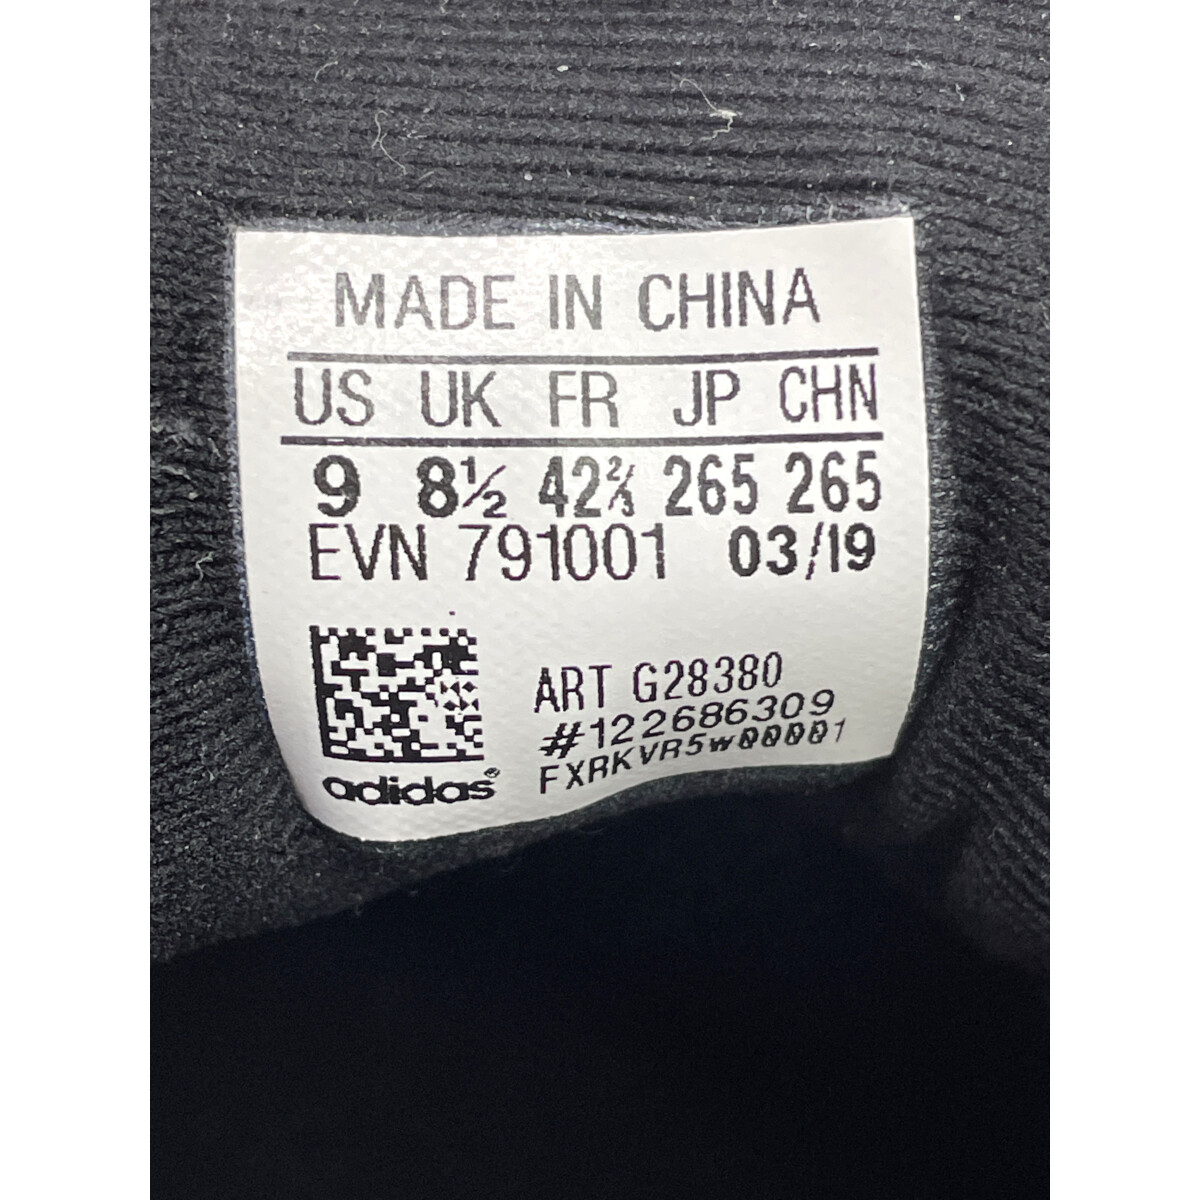 MADE IN CHINA
US UK FR JP CHN
9 8½ 42⅔ 265 265
EVN 791001 03/19
ART G28380
#122686309
FXRKVR5W00001
adidas®